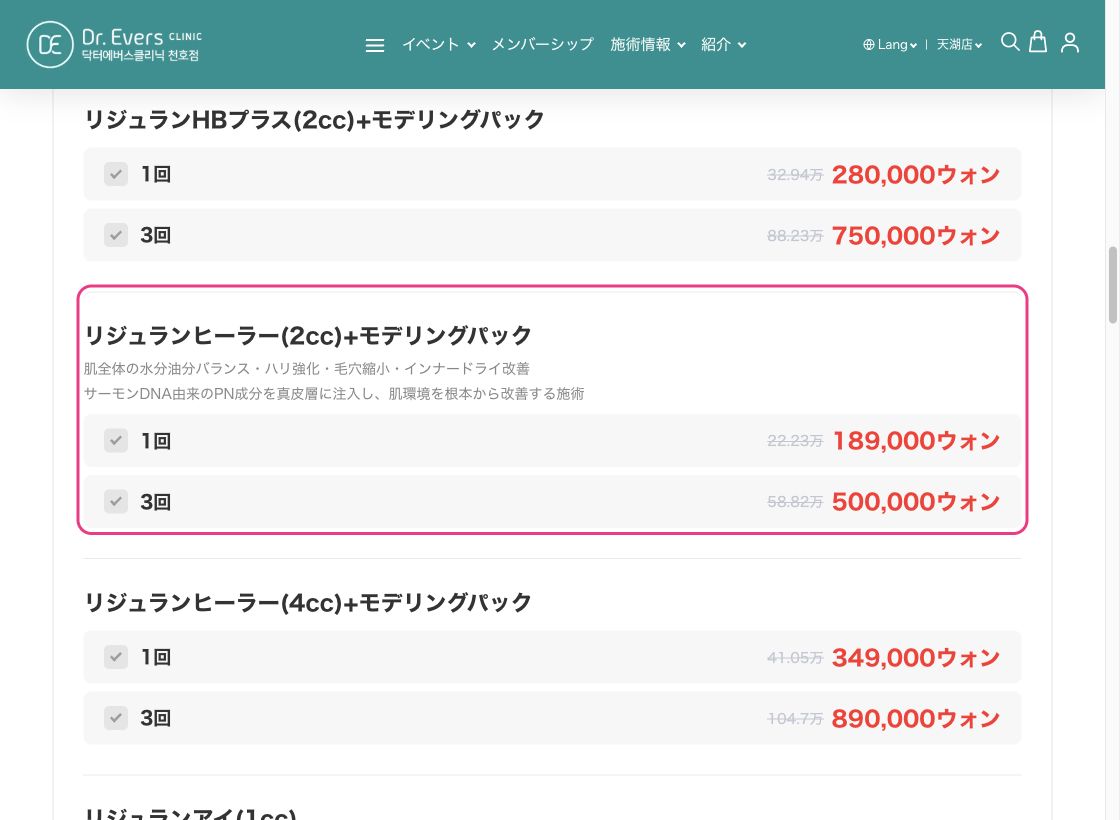 Dr. Evers CLINIC
닥터에버스클리닉 천호점
イベント メンバーシップ 施術情報 紹介 Lang | 天湖店
リジュランHBプラス(2cc)+モデリングパック
1回 32.94万 280,000ウォン
3回 88.23万 750,000ウォン
リジュランヒーラー(2cc)+モデリングパック
肌全体の水分油分バランス・ハリ強化・毛穴縮小・インナードライ改善
サーモンDNA由来のPN成分を真皮層に注入し、肌環境を根本から改善する施術
1回 22.23万 189,000ウォン
3回 58.82万 500,000ウォン
リジュランヒーラー(4cc)+モデリングパック
1回 41.05万 349,000ウォン
3回 104.7万 890,000ウォン
リジュランアイ(1cc)